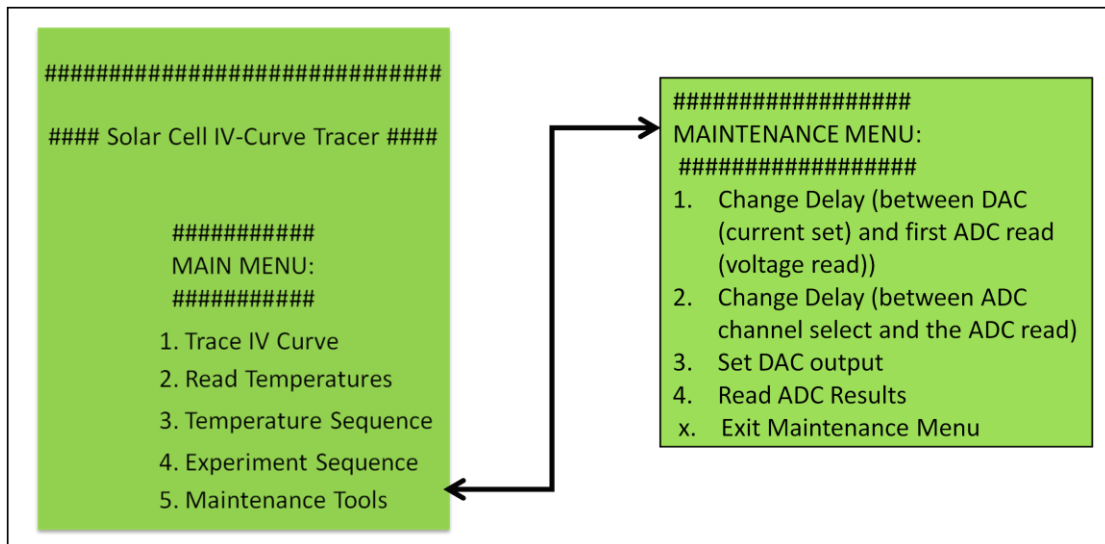 ###############################
#### Solar Cell IV-Curve Tracer ####
###########
MAIN MENU:
###########
1. Trace IV Curve
2. Read Temperatures
3. Temperature Sequence
4. Experiment Sequence
5. Maintenance Tools
##################
MAINTENANCE MENU:
##################
1. Change Delay (between DAC
(current set) and first ADC read
(voltage read))
2. Change Delay (between ADC
channel select and the ADC read)
3. Set DAC output
4. Read ADC Results
x. Exit Maintenance Menu